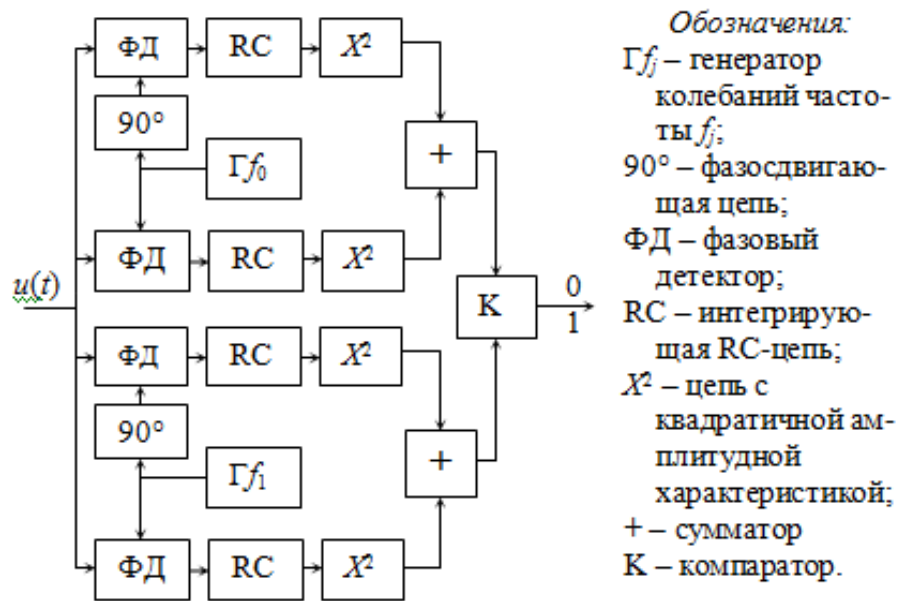 ФД RC X²
90°
Гf₀
+
ФД RC X²
u(t)
К 0
1
ФД RC X²
90°
Гf₁
+
ФД RC X²
Обозначения:
Гfⱼ – генератор
колебаний часто-
ты fⱼ;
90° – фазосдвигаю-
щая цепь;
ФД – фазовый
детектор;
RC – интегрирую-
щая RC-цепь;
X² – цепь с
квадратичной ам-
плитудной
характеристикой;
+ – сумматор
К – компаратор.